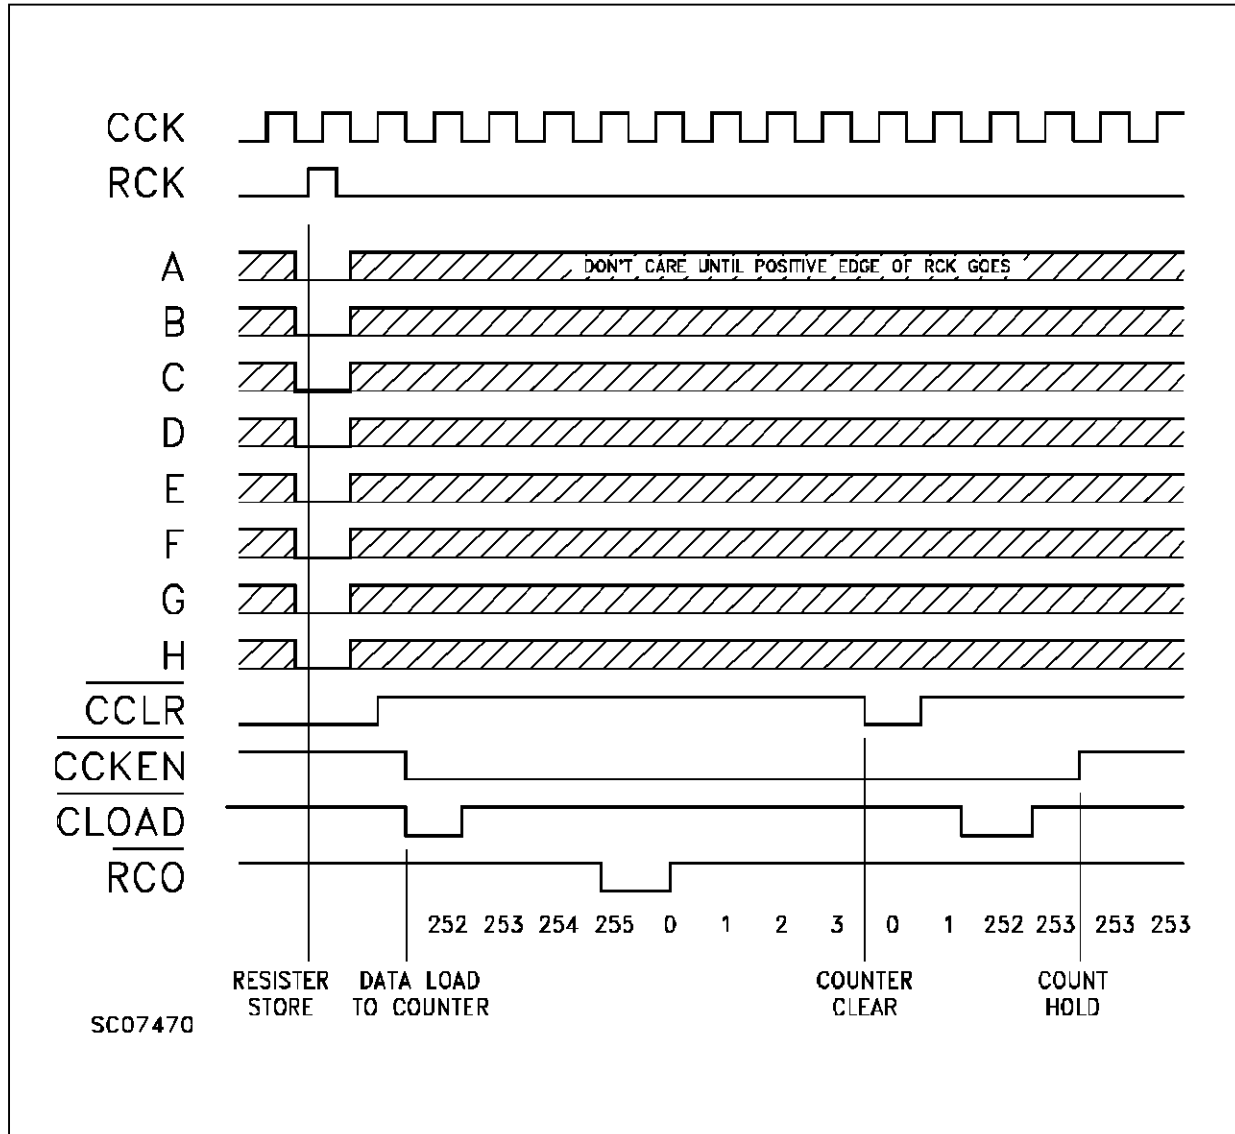 CCK
RCK
A
DON'T CARE UNTIL POSITIVE EDGE OF RCK GOES
B
C
D
E
F
G
H
CCLR
CCKEN
CLOAD
RCO
252 253 254 255 0 1 2 3 0 1 252 253 253 253
RESISTER STORE
DATA LOAD TO COUNTER
COUNTER CLEAR
COUNT HOLD
SC07470